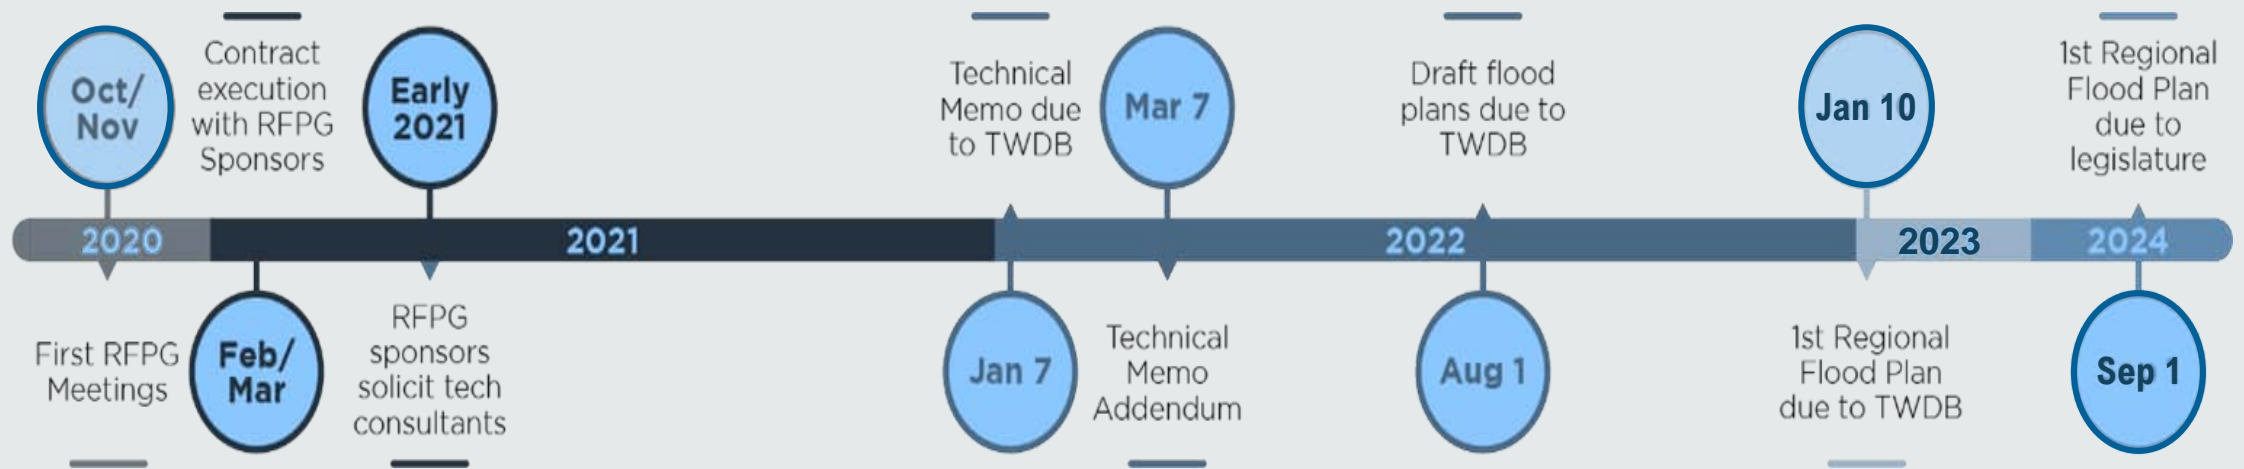 Oct/
Nov
Contract
execution
with RFPG
Sponsors
Early
2021
Technical
Memo due
to TWDB
Mar 7
Draft flood
plans due to
TWDB
Jan 10
1st Regional
Flood Plan
due to
legislature
2020
2021
2022
2023
2024
First RFPG
Meetings
Feb/
Mar
RFPG
sponsors
solicit tech
consultants
Jan 7
Technical
Memo
Addendum
Aug 1
1st Regional
Flood Plan
due to TWDB
Sep 1